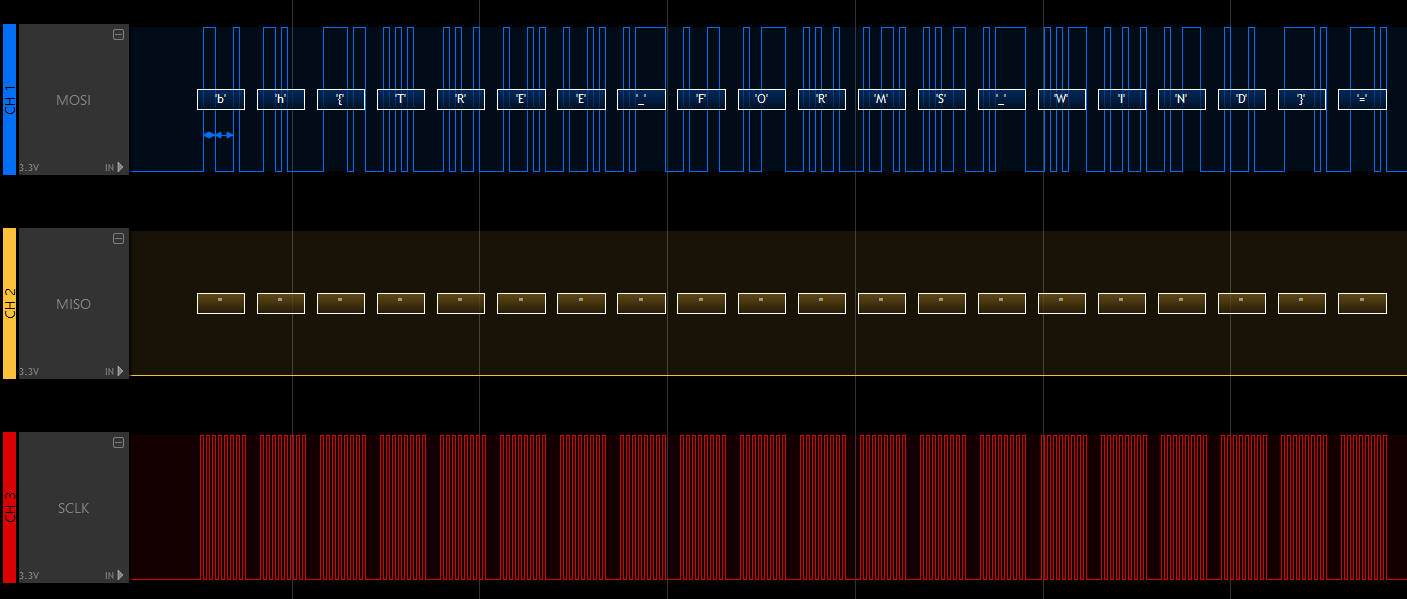 CH 1
MOSI
3.3V IN
'b' 'h' '{' 'T' 'R' 'E' 'E' '_' 'F' 'O' 'R' 'M' 'S' '_' 'W' 'I' 'N' 'D' '}' '='
CH 2
MISO
3.3V IN
CH 3
SCLK
3.3V IN